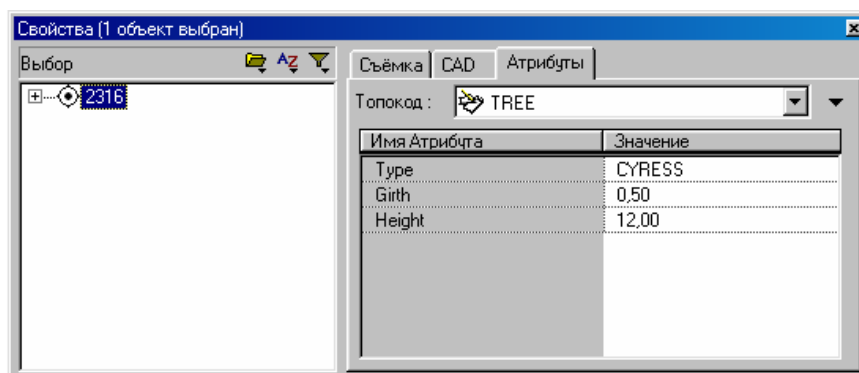 Свойства (1 объект выбран)
Выбор
Съёмка CAD Атрибуты
2316
Топокод : TREE
Имя Атрибута Значение
Type CYRESS
Girth 0,50
Height 12,00